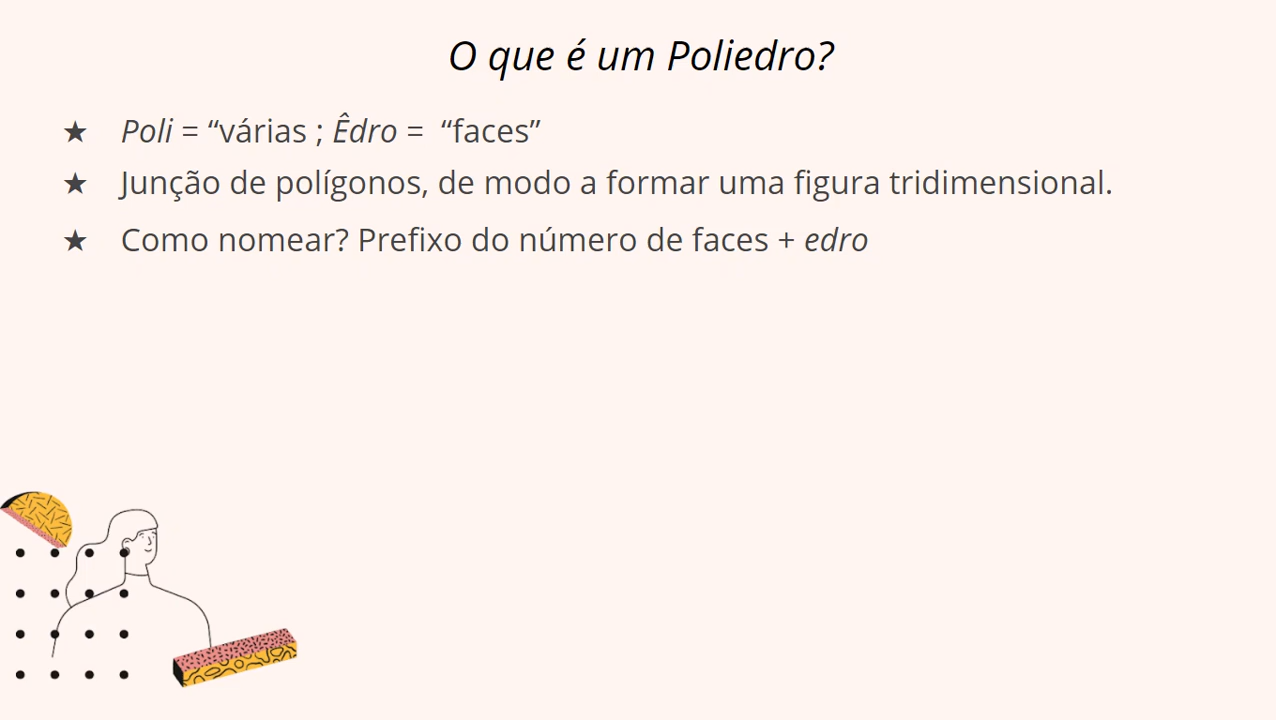 O que é um Poliedro?
★ Poli = “várias ; Êdro = “faces”
★ Junção de polígonos, de modo a formar uma figura tridimensional.
★ Como nomear? Prefixo do número de faces + edro